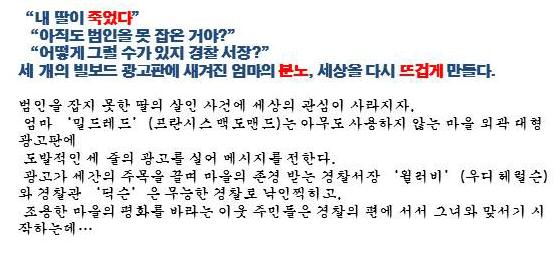 “내 딸이 죽었다”
“아직도 범인을 못 잡은 거야?”
“어떻게 그럴 수가 있지 경찰 서장?”
세 개의 빌보드 광고판에 새겨진 엄마의 분노, 세상을 다시 뜨겁게 만들다.
범인을 잡지 못한 딸의 살인 사건에 세상의 관심이 사라지자.
엄마 ‘밀드레드’(프란시스 맥도맨드)는 아무도 사용하지 않는 마을 외곽 대형
광고판에
도발적인 세 줄의 광고를 실어 메시지를 전한다.
광고가 세간의 주목을 끌며 마을의 존경 받는 경찰서장 ‘윌러비’(우디 헤럴슨)
와 경찰관 ‘딕슨’은 무능한 경찰로 낙인찍히고,
조용한 마을의 평화를 바라는 이웃 주민들은 경찰의 편에 서서 그녀와 맞서기 시
작하는데…